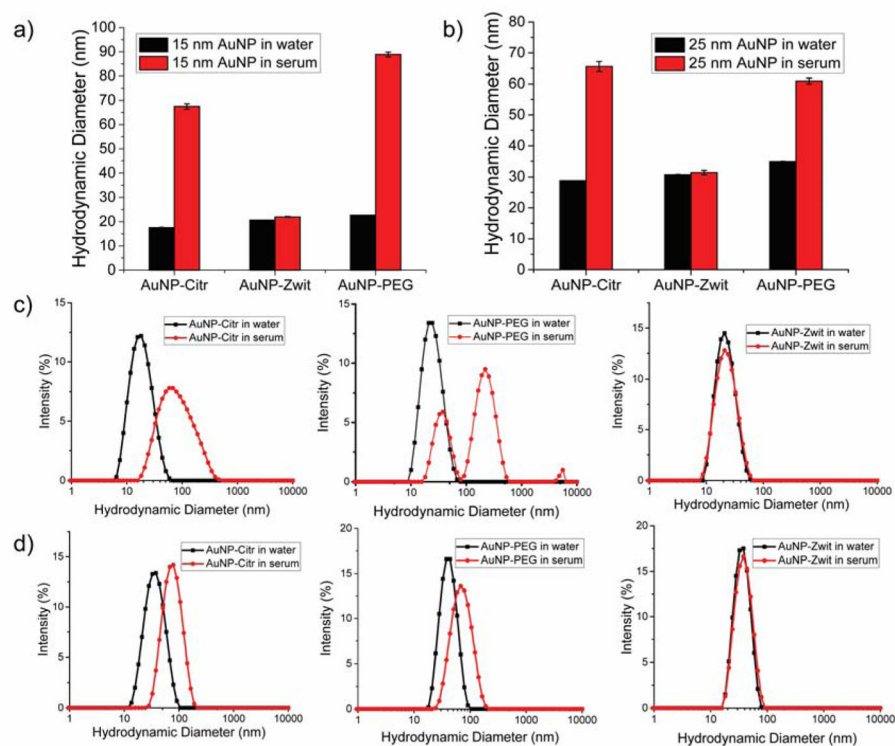 a)
Hydrodynamic Diameter (nm)
100
90
80
70
60
50
40
30
20
10
0
15 nm AuNP in water
15 nm AuNP in serum
AuNP-Citr AuNP-Zwit AuNP-PEG
b)
Hydrodynamic Diameter (nm)
80
70
60
50
40
30
20
10
0
25 nm AuNP in water
25 nm AuNP in serum
AuNP-Citr AuNP-Zwit AuNP-PEG
c)
Intensity (%)
15
10
5
0
AuNP-Citr in water
AuNP-Citr in serum
1 10 100 1000 10000
Hydrodynamic Diameter (nm)
Intensity (%)
15
10
5
0
AuNP-PEG in water
AuNP-PEG in serum
1 10 100 1000 10000
Hydrodynamic Diameter (nm)
Intensity (%)
15
10
5
0
AuNP-Zwit in water
AuNP-Zwit in serum
1 10 100 1000 10000
Hydrodynamic Diameter (nm)
d)
Intensity (%)
15
10
5
0
AuNP-Citr in water
AuNP-Citr in serum
1 10 100 1000 10000
Hydrodynamic Diameter (nm)
Intensity (%)
20
15
10
5
0
AuNP-PEG in water
AuNP-PEG in serum
1 10 100 1000 10000
Hydrodynamic Diameter (nm)
Intensity (%)
20
15
10
5
0
AuNP-Zwit in water
AuNP-Zwit in serum
1 10 100 1000 10000
Hydrodynamic Diameter (nm)